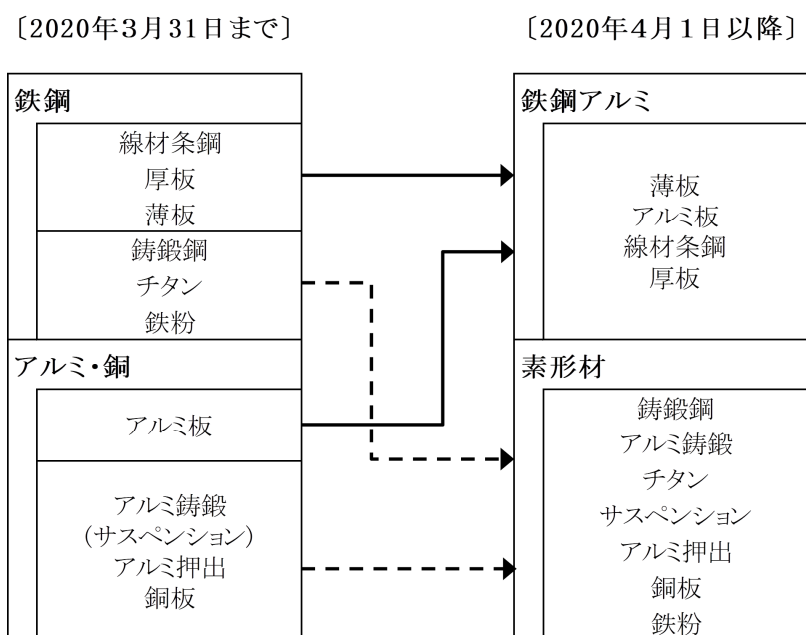 〔2020年3月31日まで〕
鉄鋼
線材条鋼
厚板
薄板
鋳鍛鋼
チタン
鉄粉
アルミ・銅
アルミ板
アルミ鋳鍛
(サスペンション)
アルミ押出
銅板
〔2020年4月1日以降〕
鉄鋼アルミ
薄板
アルミ板
線材条鋼
厚板
素形材
鋳鍛鋼
アルミ鋳鍛
チタン
サスペンション
アルミ押出
銅板
鉄粉